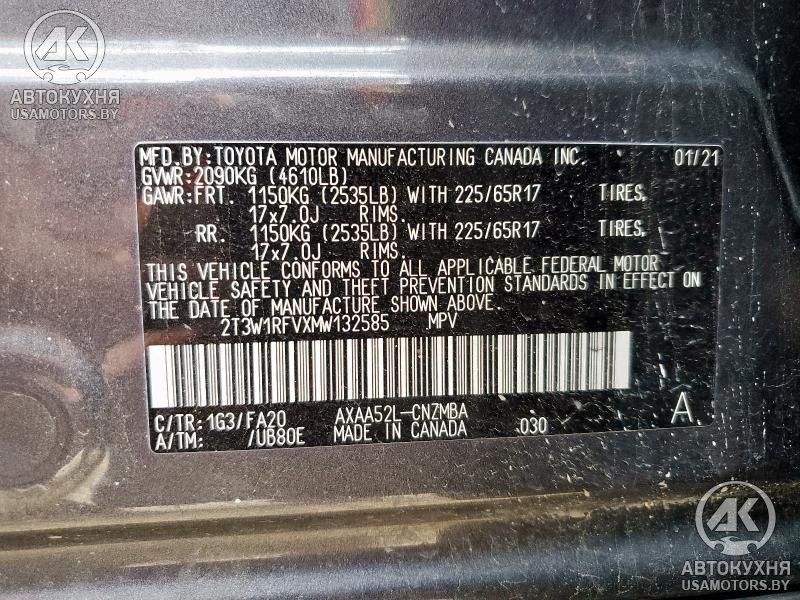 AK
АВТОКУХНЯ
USAMOTORS.BY
MFD.BY:TOYOTA MOTOR MANUFACTURING CANADA INC. 01/21
GVWR:2090KG (4610LB)
GAWR:FRT. 1150KG (2535LB) WITH 225/65R17 TIRES,
17x7.0J RIMS.
RR. 1150KG (2535LB) WITH 225/65R17 TIRES,
17x7.0J RIMS.
THIS VEHICLE CONFORMS TO ALL APPLICABLE FEDERAL MOTOR
VEHICLE SAFETY AND THEFT PREVENTION STANDARDS IN EFFECT ON
THE DATE OF MANUFACTURE SHOWN ABOVE.
2T3W1RFVXMW132585 MPV
C/TR:1G3/FA20 AXAA52L-CNZMBA A
A/TM: /UB80E MADE IN CANADA 030
AK
АВТОКУХНЯ
USAMOTORS.BY